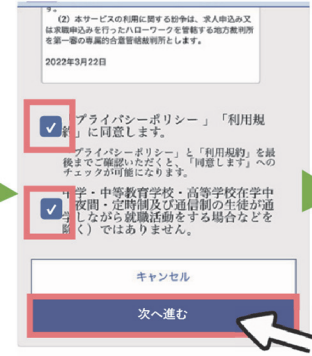 す。
(2) 本サービスの利用に関する紛争は、求人申込み又
は求職申込みを行ったハローワークを管轄する地方裁判所
を第一審の専属的合意管轄裁判所とします。
2022年3月22日
プライバシーポリシー」「利用規
約」に同意します。
プライバシーポリシー」と「利用規約」を最
後までご確認いただくと、「同意します」への
チェックが可能になります。
中学・中等教育学校・高等学校在学中
夜間・定時制及び通信制の生徒が通
学しながら就職活動をする場合などを
除く)ではありません。
キャンセル
次へ進む